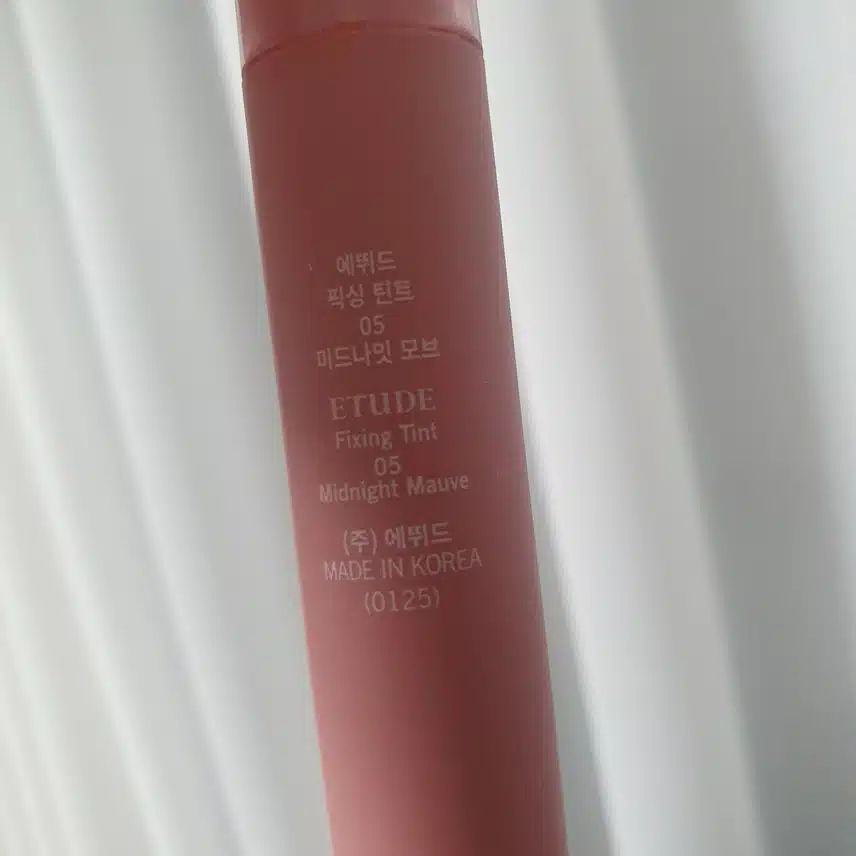 에뛰드
픽싱 틴트
05
미드나잇 모브
ETUDE
Fixing Tint
05
Midnight Mauve
(주) 에뛰드
MADE IN KOREA
(0125)